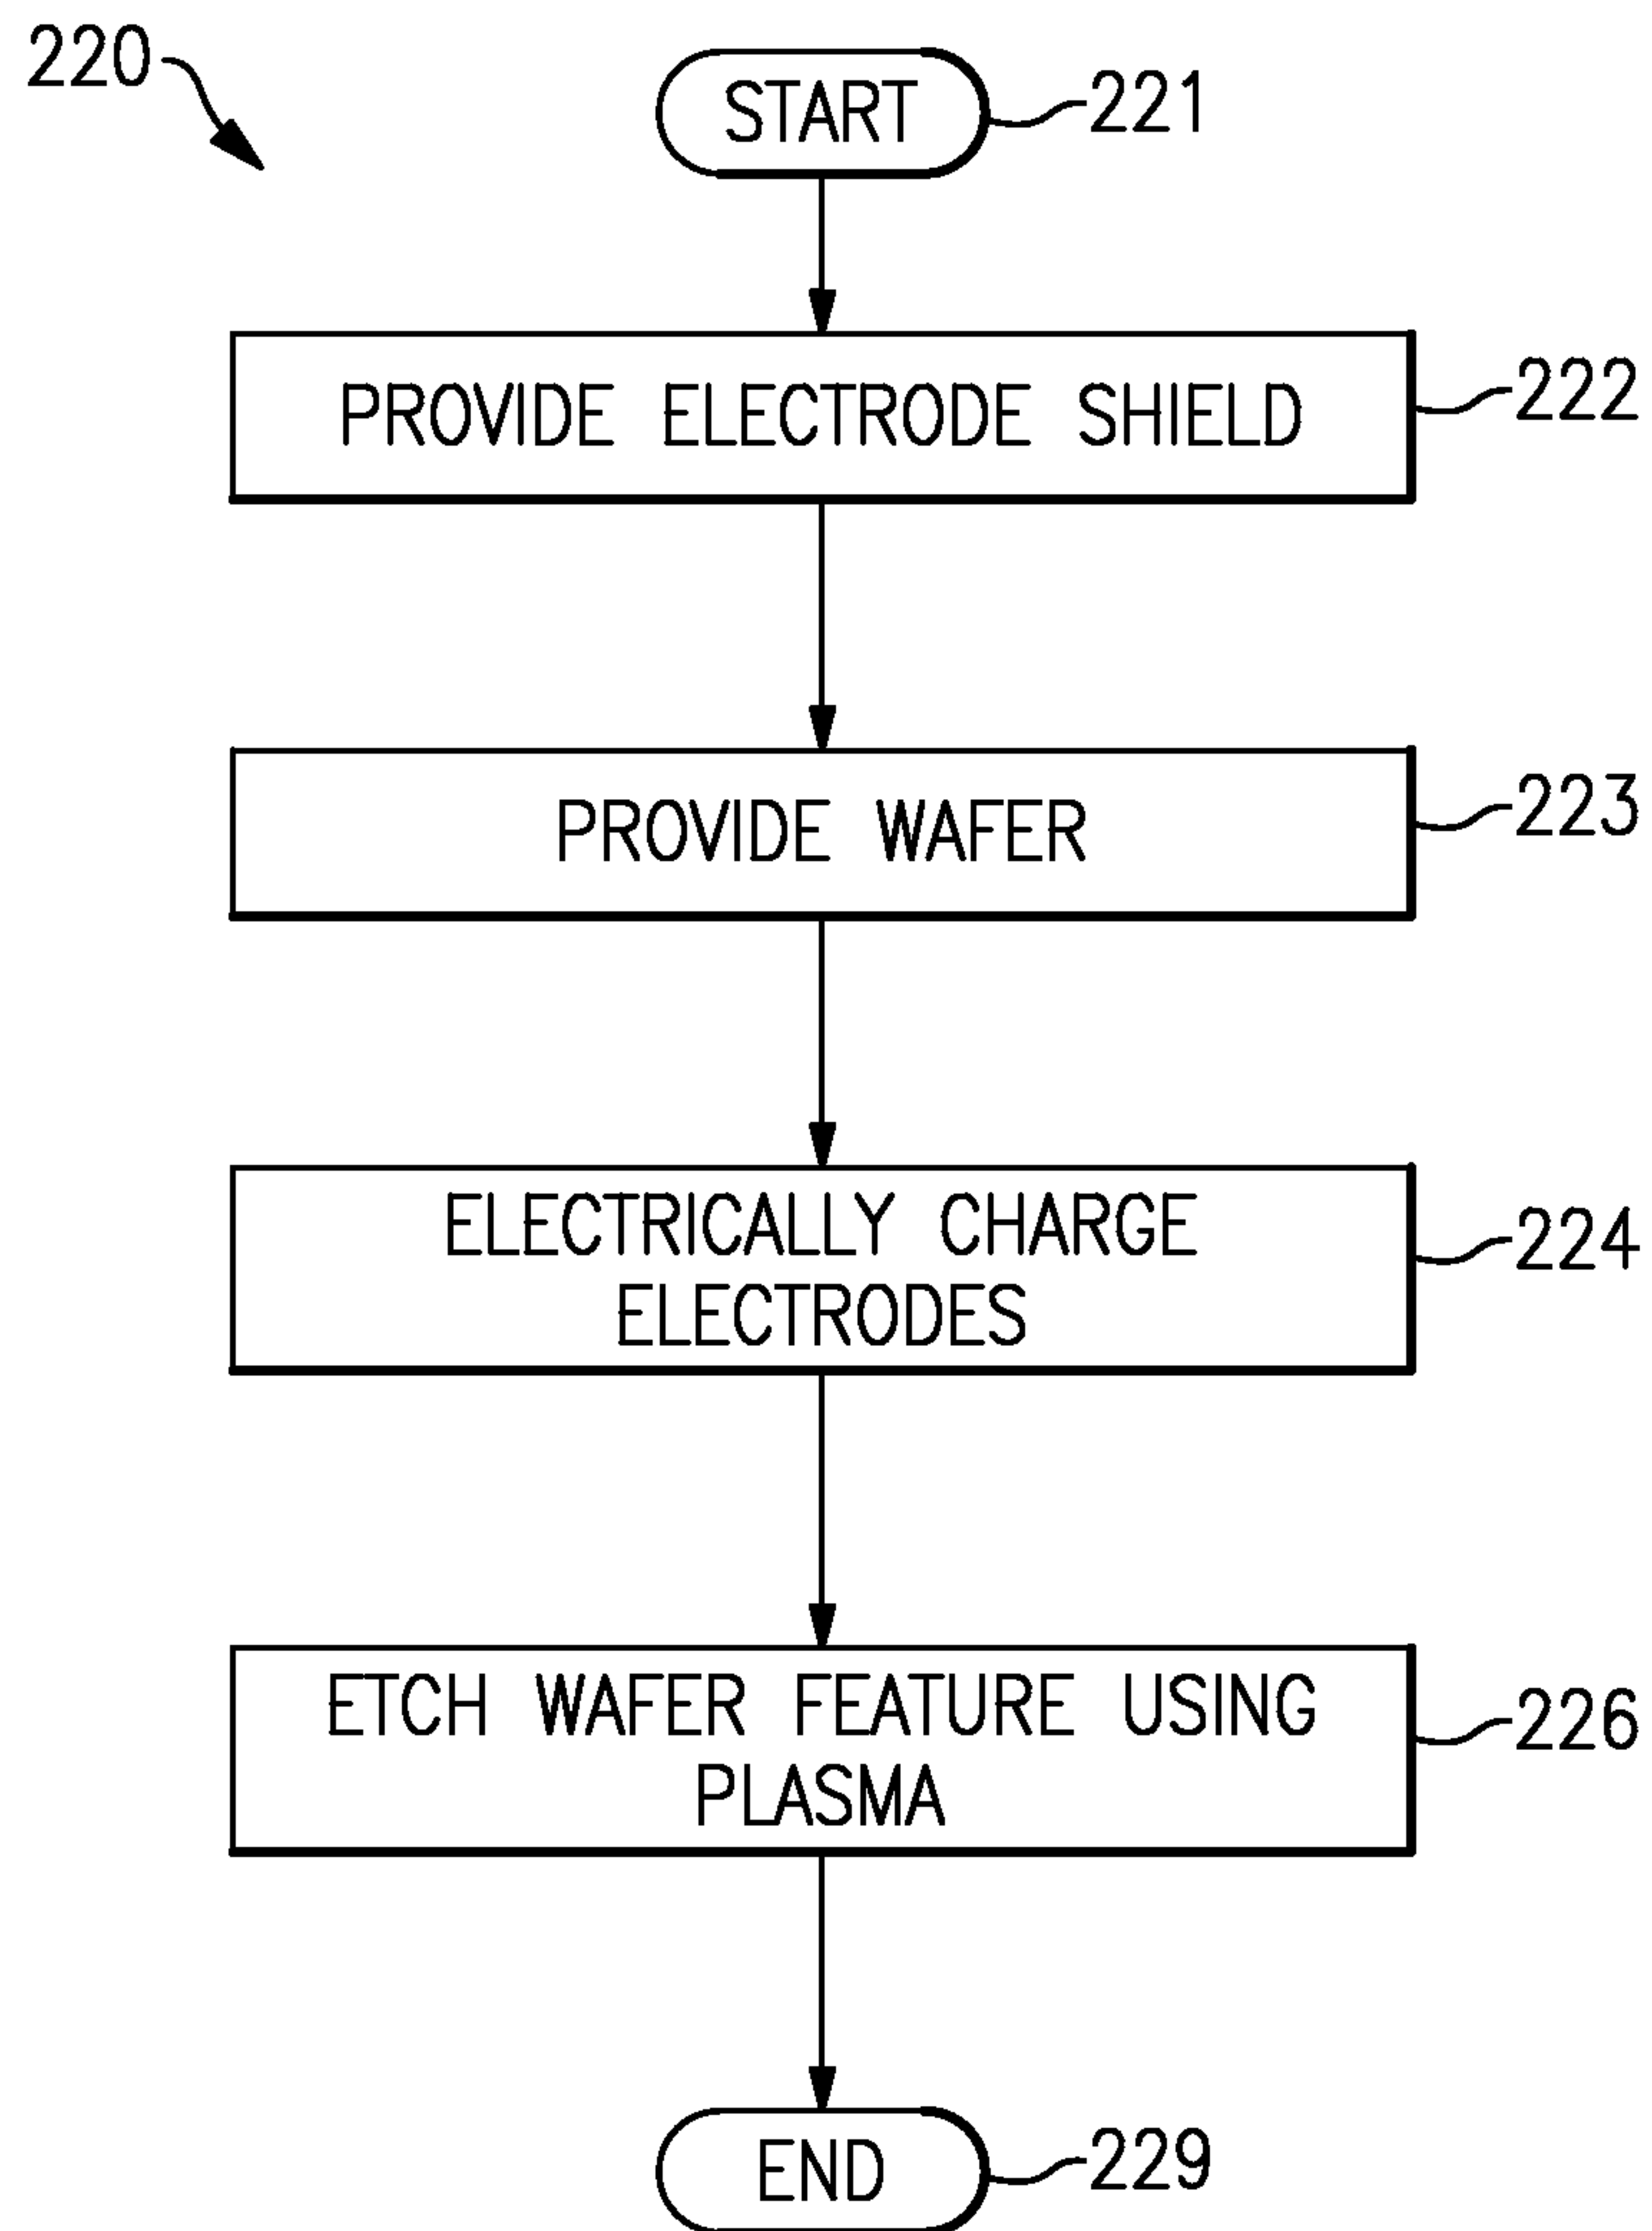 220
START
221
PROVIDE ELECTRODE SHIELD
222
PROVIDE WAFER
223
ELECTRICALLY CHARGE
ELECTRODES
224
ETCH WAFER FEATURE USING
PLASMA
226
END
229